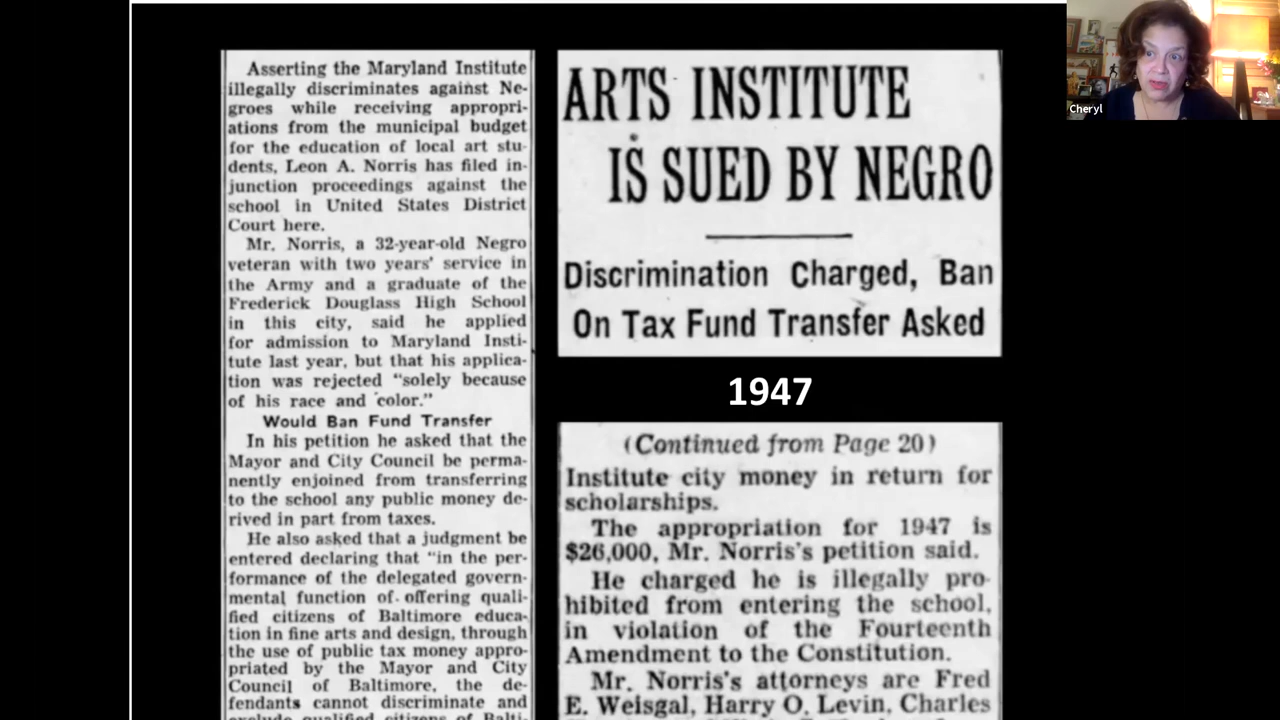 Asserting the Maryland Institute
illegally discriminates against Ne-
groes while receiving appropri-
ations from the municipal budget
for the education of local art stu-
dents, Leon A. Norris has filed in-
junction proceedings against the
school in United States District
Court here.
Mr. Norris, a 32-year-old Negro
veteran with two years' service in
the Army and a graduate of the
Frederick Douglass High School
in this city, said he applied
for admission to Maryland Insti-
tute last year, but that his applica-
tion was rejected "solely because
of his race and color."
Would Ban Fund Transfer
In his petition he asked that the
Mayor and City Council be perma-
nently enjoined from transferring
to the school any public money de-
rived in part from taxes.
He also asked that a judgment be
entered declaring that "in the per-
formance of the delegated govern-
mental function of offering quali-
fied citizens of Baltimore educa-
tion in fine arts and design, through
the use of public tax money appro-
priated by the Mayor and City
Council of Baltimore, the de-
fendants cannot discriminate and
ARTS INSTITUTE
IS SUED BY NEGRO
Discrimination Charged, Ban
On Tax Fund Transfer Asked
1947
(Continued from Page 20)
Institute city money in return for
scholarships.
The appropriation for 1947 is
$26,000, Mr. Norris's petition said.
He charged he is illegally pro-
hibited from entering the school,
in violation of the Fourteenth
Amendment to the Constitution.
Mr. Norris's attorneys are Fred
E. Weisgal, Harry O. Levin, Charles
Cheryl